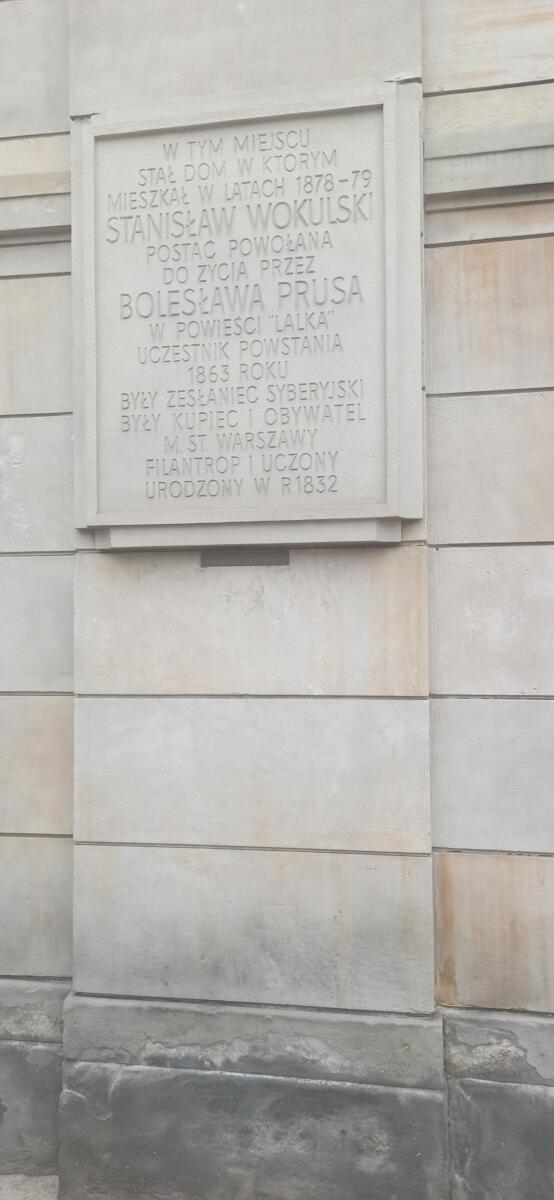 W TYM MIEJSCU
STAŁ DOM. W KTÓRYM
MIESZKAŁ W LATACH 1878-79
STANISŁAW WOKULSKI
POSTAĆ POWOŁANA
DO ŻYCIA PRZEZ
BOLESŁAWA PRUSA
W POWIEŚCI "LALKA"
UCZESTNIK POWSTANIA
1863 ROKU
BYŁY ZESŁANIEC SYBERYJSKI
BYŁY KUPIEC I OBYWATEL
M. ST. WARSZAWY
FILANTROP I UCZONY
URODZONY W R.1832